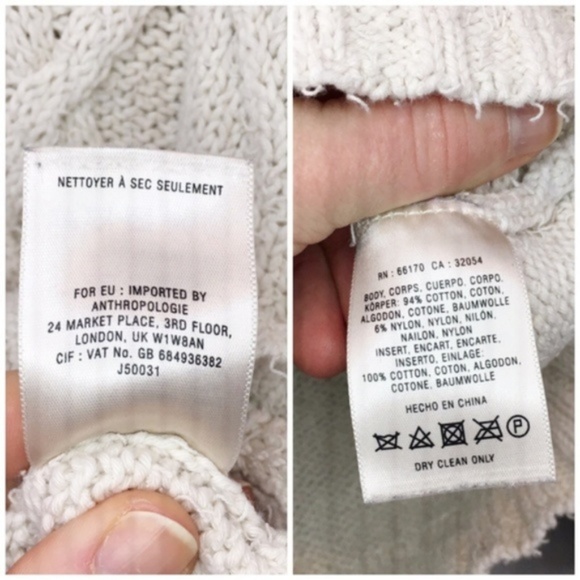 NETTOYER À SEC SEULEMENT
FOR EU : IMPORTED BY
ANTHROPOLOGIE
24 MARKET PLACE, 3RD FLOOR,
LONDON, UK W1W8AN
CIF : VAT No. GB 684936382
J50031
RN : 66170 CA : 32054
BODY, CORPS, CUERPO, CORPO,
KÖRPER: 94% COTTON, COTON,
ALGODON, COTONE, BAUMWOLLE
6% NYLON, NYLON, NILÓN,
NAILON, NYLON
INSERT, ENCART, ENCARTE,
INSERTO, EINLAGE:
100% COTTON, COTON, ALGODON,
COTONE, BAUMWOLLE
HECHO EN CHINA
P
DRY CLEAN ONLY